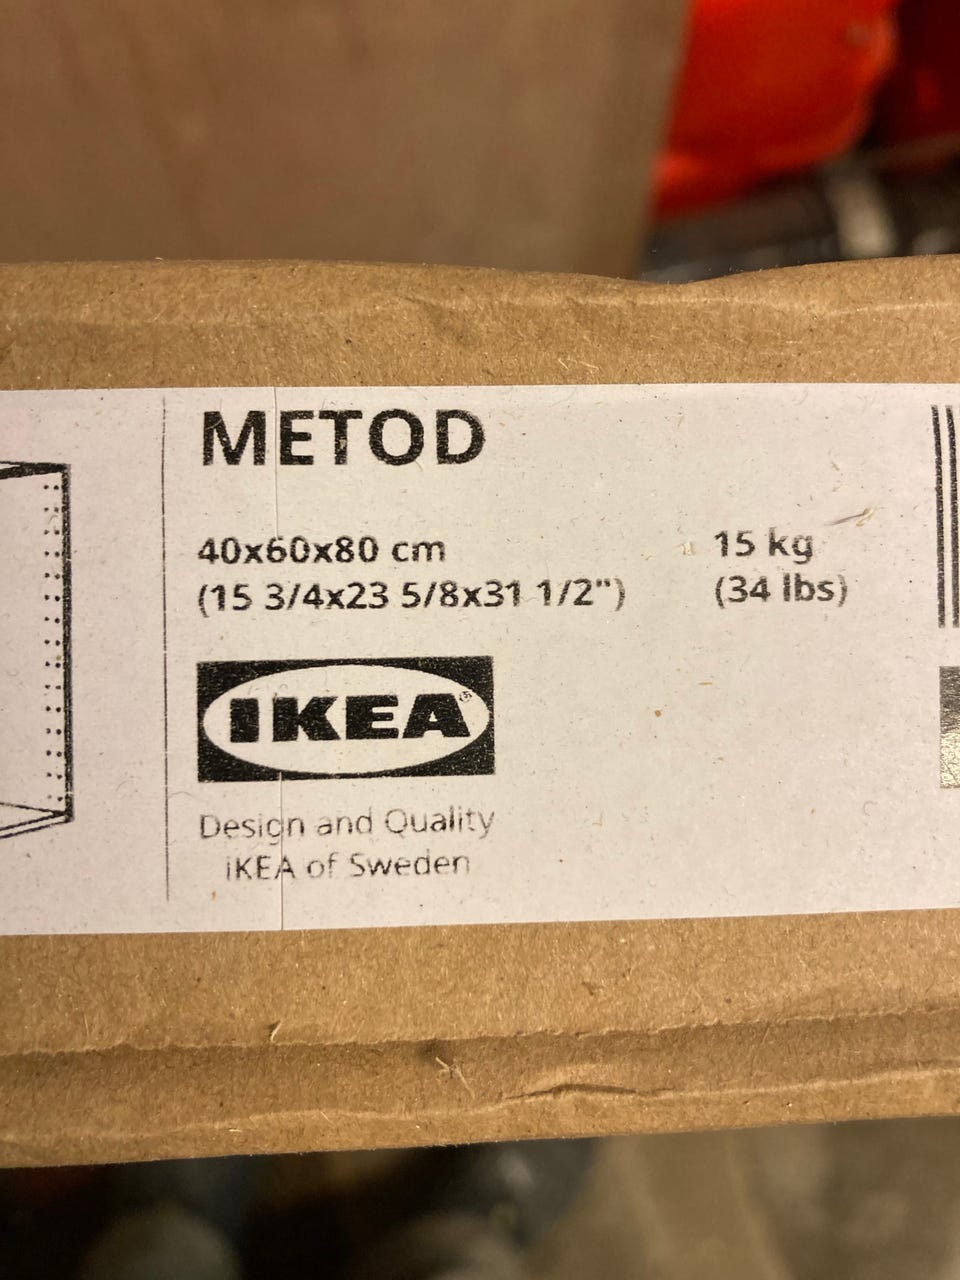 METOD
40x60x80 cm 15 kg
(15 3/4x23 5/8x31 1/2") (34 lbs)
IKEA®
Design and Quality
IKEA of Sweden